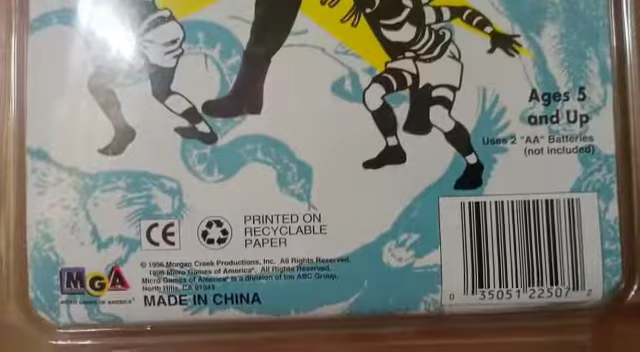 Ages 5
and Up
Uses 2 "AA" Batteries
(not included)
CE
PRINTED ON
RECYCLABLE
PAPER
© 1996 Morgan Creek Productions, Inc. All Rights Reserved.
1996 Micro Games of America®. All Rights Reserved.
Micro Games of America® is a division of the ABC Group.
North Hills, CA 91343
MGA
MICRO GAMES OF AMERICA®
MADE IN CHINA
0 35051 22507 2